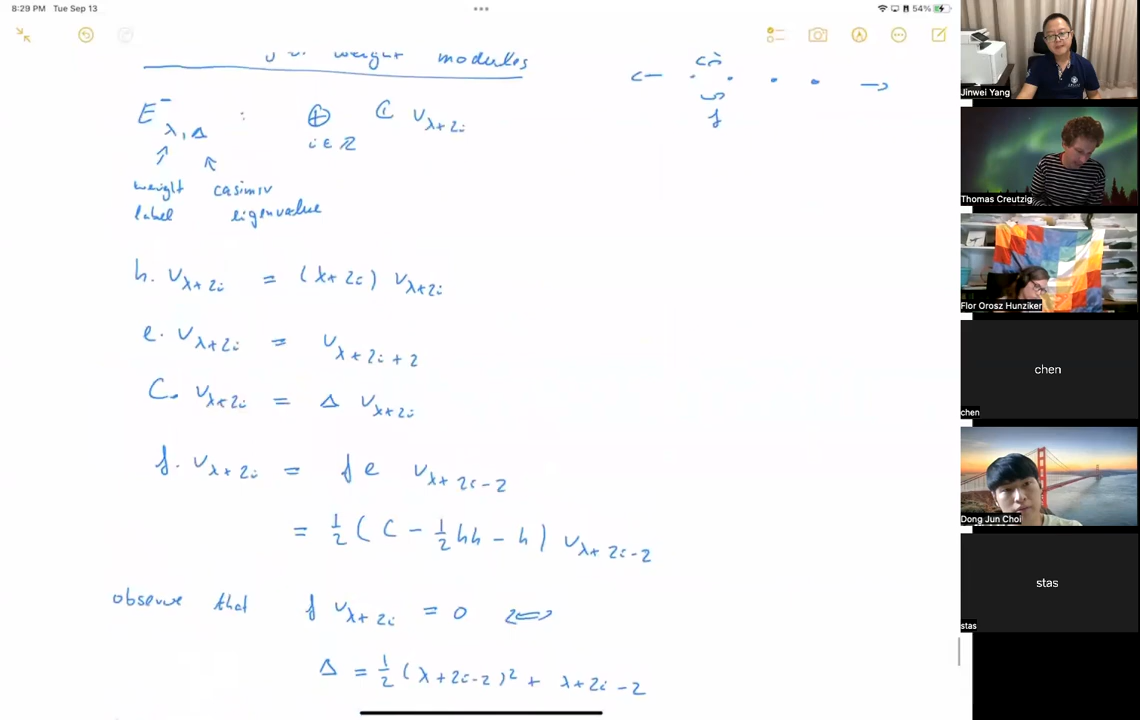 8:29 PM Tue Sep 13
54%
weight modules
← · · · · →
e
f
E⁻_{λ,Δ} : ⊕_{i∈ℤ} ℂ v_{λ+2i}
weight label
casimir eigenvalue
h. v_{λ+2i} = (λ+2i) v_{λ+2i}
e. v_{λ+2i} = v_{λ+2i+2}
C. v_{λ+2i} = Δ v_{λ+2i}
f. v_{λ+2i} = f e v_{λ+2i-2}
= ½ (C - ½ hh - h) v_{λ+2i-2}
observe that f v_{λ+2i} = 0 ⇔
Δ = ½ (λ+2i-2)² + λ+2i-2
Jinwei Yang
Thomas Creutzig
Flor Orosz Hunziker
chen
chen
Dong Jun Choi
stas
stas